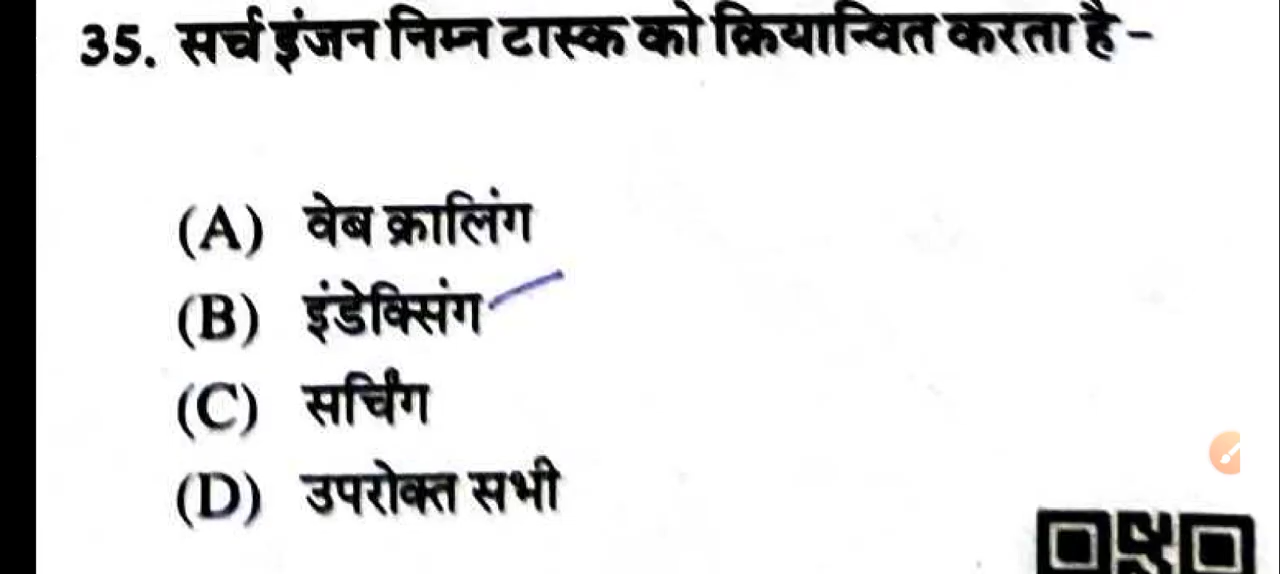 35. सर्च इंजन निम्न टास्क को क्रियान्वित करता है –
(A) वेब क्रालिंग
(B) इंडेक्सिंग
(C) सर्चिंग
(D) उपरोक्त सभी